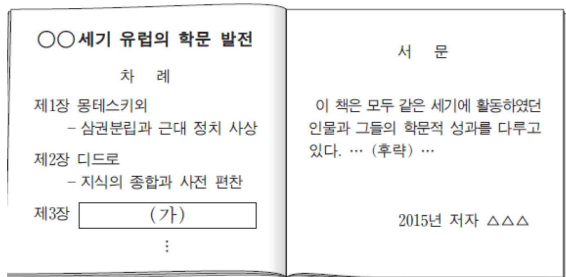 ○○세기 유럽의 학문 발전
차 례
제1장 몽테스키외
- 삼권분립과 근대 정치 사상
제2장 디드로
- 지식의 종합과 사전 편찬
제3장 (가)
⋮
서 문
이 책은 모두 같은 세기에 활동하였던
인물과 그들의 학문적 성과를 다루고
있다. … (후략) …
2015년 저자 △△△